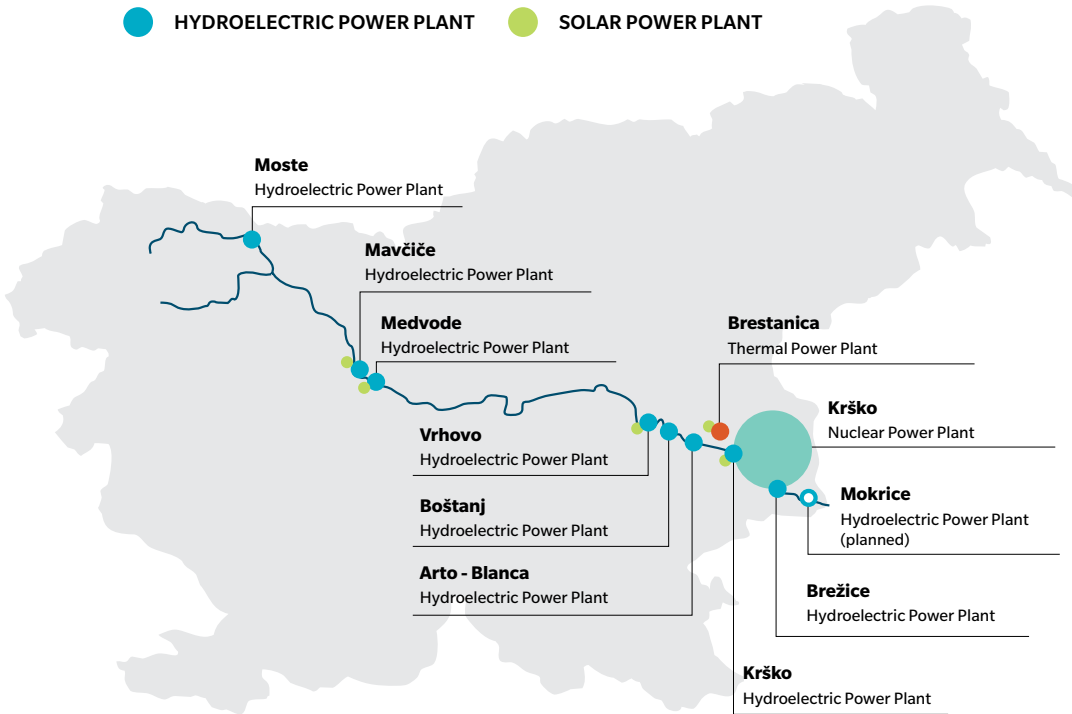 HYDROELECTRIC POWER PLANT
SOLAR POWER PLANT
Moste
Hydroelectric Power Plant
Mavčiče
Hydroelectric Power Plant
Medvode
Hydroelectric Power Plant
Brestanica
Thermal Power Plant
Krško
Nuclear Power Plant
Vrhovo
Hydroelectric Power Plant
Mokrice
Hydroelectric Power Plant
(planned)
Boštanj
Hydroelectric Power Plant
Arto - Blanca
Hydroelectric Power Plant
Brežice
Hydroelectric Power Plant
Krško
Hydroelectric Power Plant